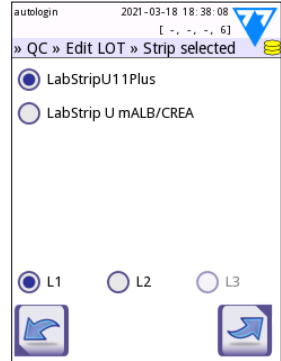 autologin 2021-03-18 18:38:08
[ -, -, -, 6]
» QC » Edit LOT » Strip selected
LabStripU11Plus
LabStrip U mALB/CREA
L1 L2 L3